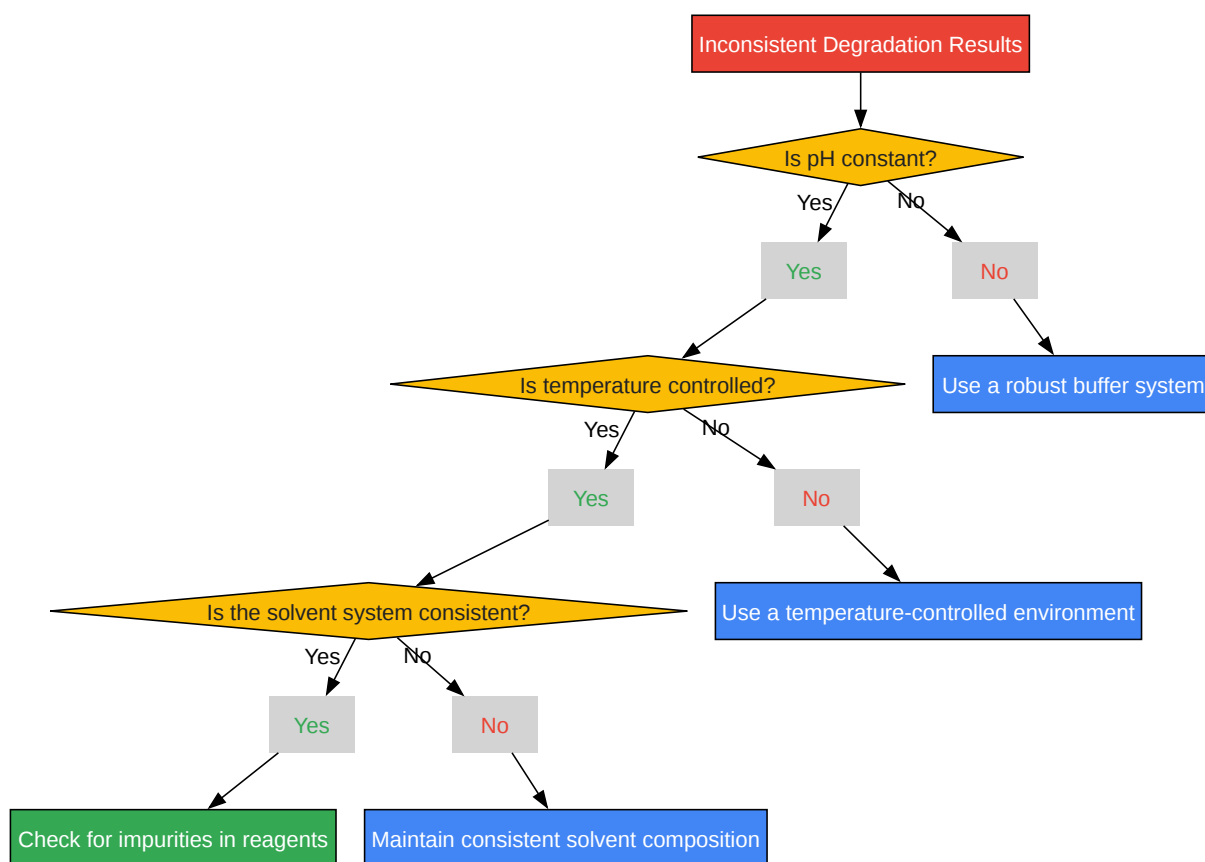 Inconsistent Degradation Results
Is pH constant?
Yes
No
Yes
No
Is temperature controlled?
Use a robust buffer system
Yes
No
Yes
No
Is the solvent system consistent?
Use a temperature-controlled environment
Yes
No
Yes
No
Check for impurities in reagents
Maintain consistent solvent composition